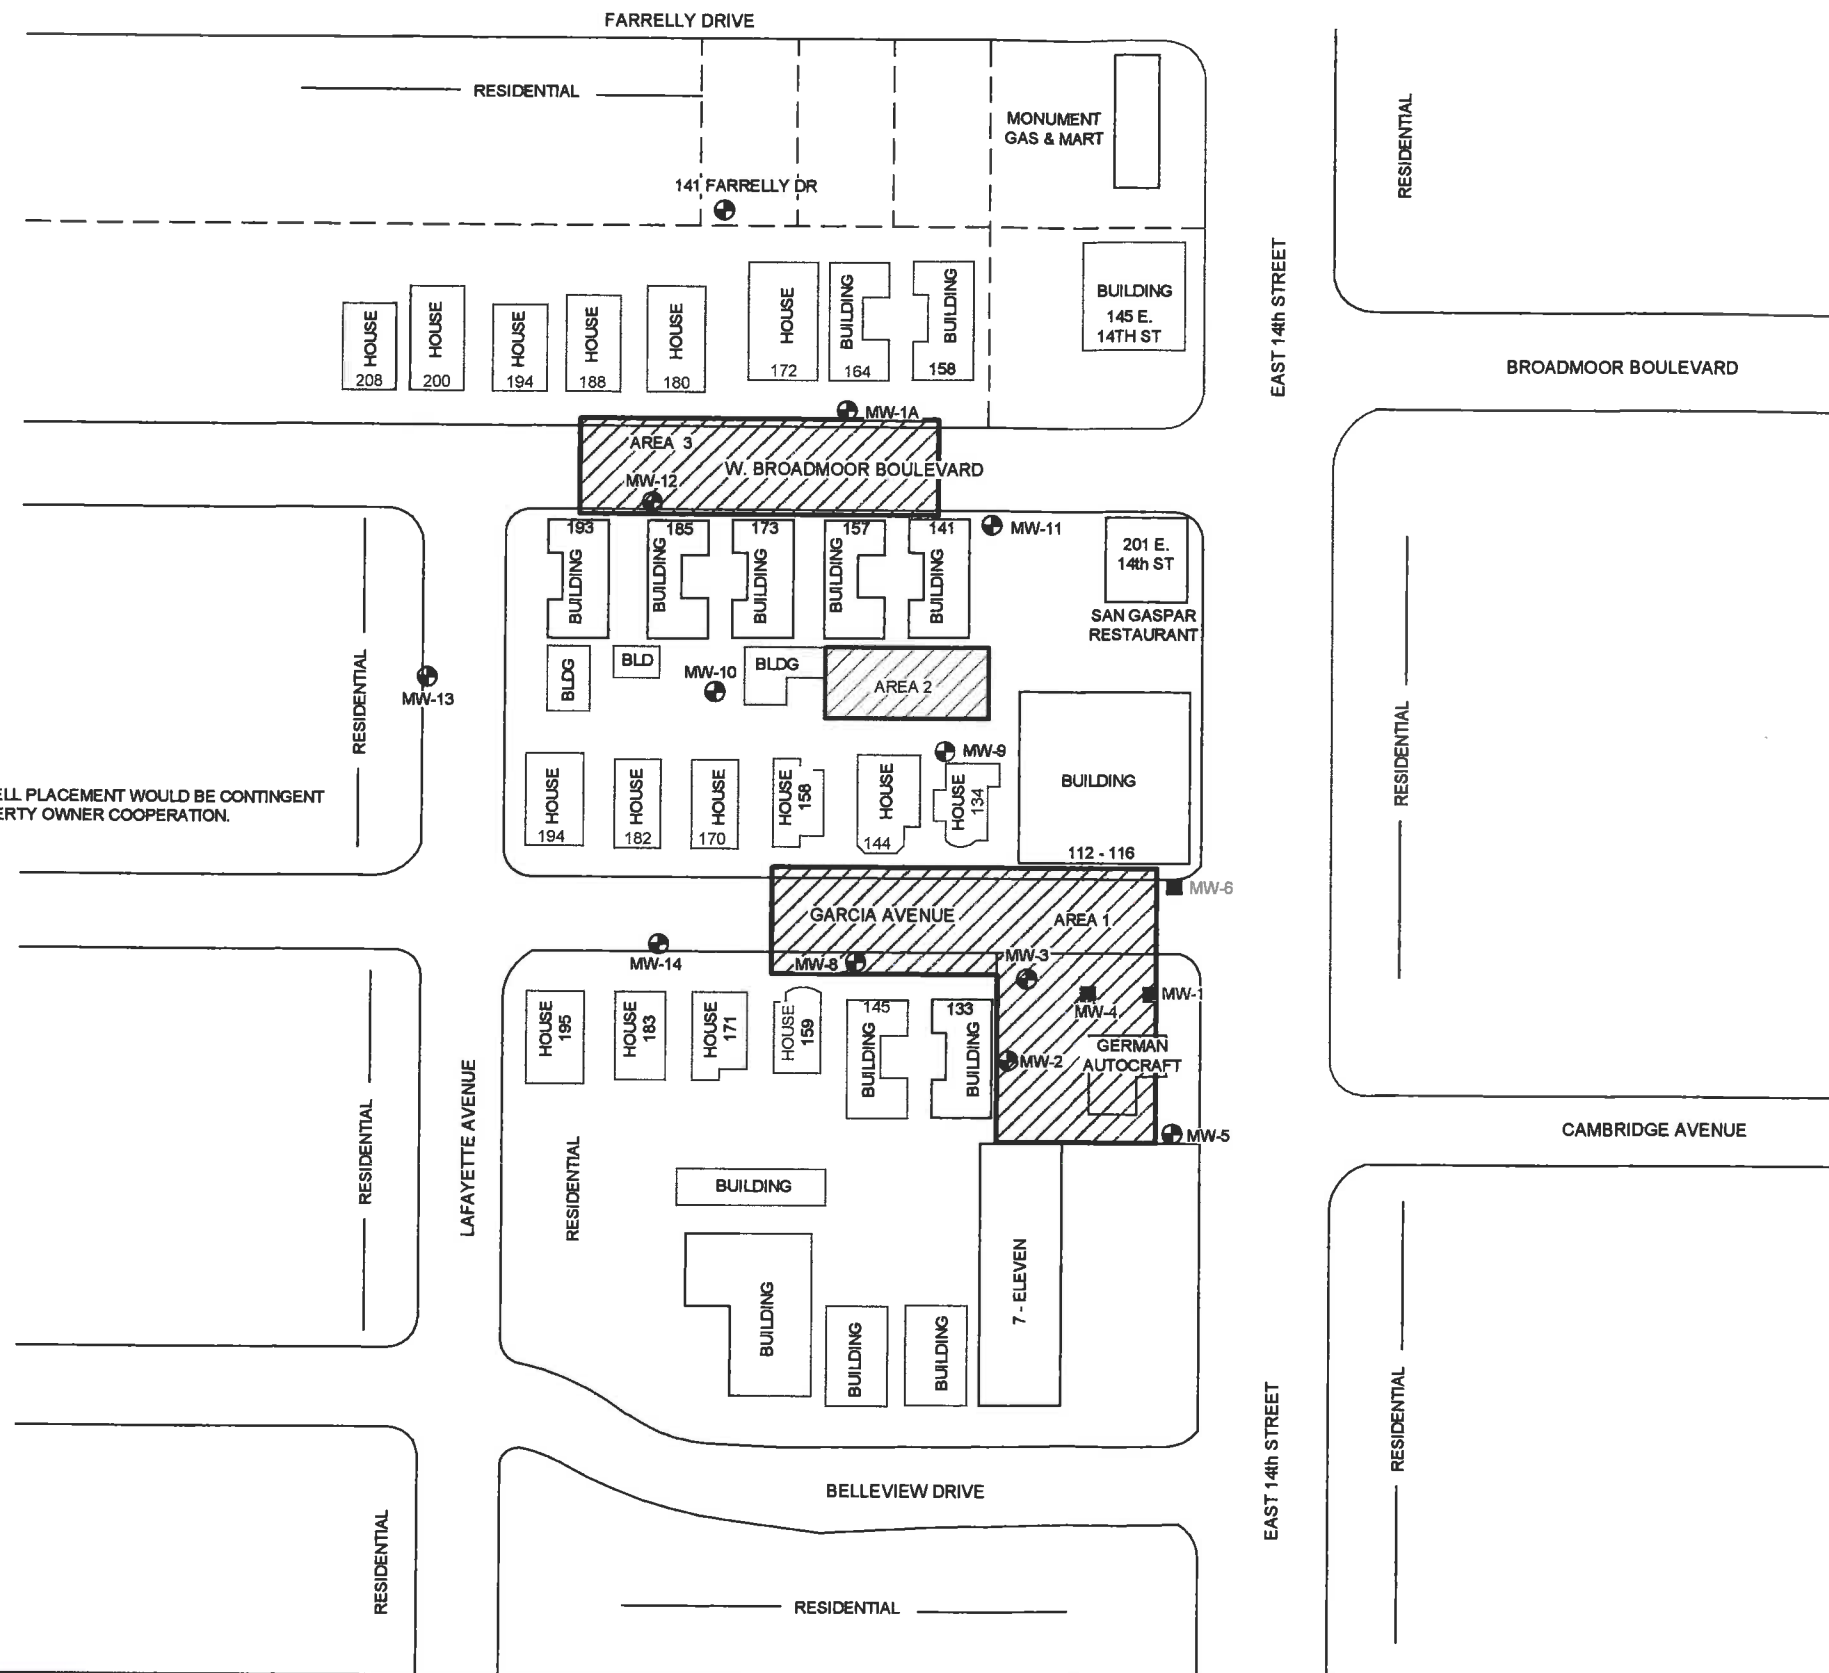 FARRELLY DRIVE
RESIDENTIAL
MONUMENT
GAS & MART
RESIDENTIAL
141 FARRELLY DR
EAST 14th STREET
HOUSE
208
HOUSE
200
HOUSE
194
HOUSE
188
HOUSE
180
HOUSE
172
BUILDING
164
BUILDING
158
BUILDING
145 E.
14TH ST
BROADMOOR BOULEVARD
MW-1A
AREA 3
W. BROADMOOR BOULEVARD
MW-12
193
BUILDING
185
BUILDING
173
BUILDING
157
BUILDING
141
BUILDING
MW-11
201 E.
14th ST
SAN GASPAR
RESTAURANT
RESIDENTIAL
MW-13
BLDG
BLD
MW-10
BLDG
AREA 2
RESIDENTIAL
MW-9
BUILDING
112 - 116
ELL PLACEMENT WOULD BE CONTINGENT
ERTY OWNER COOPERATION.
HOUSE
194
HOUSE
182
HOUSE
170
HOUSE
158
HOUSE
144
HOUSE
134
MW-6
GARCIA AVENUE
AREA 1
MW-14
MW-8
MW-3
MW-1
MW-4
HOUSE
195
HOUSE
183
HOUSE
171
HOUSE
159
145
BUILDING
133
BUILDING
MW-2
GERMAN
AUTOCRAFT
MW-5
CAMBRIDGE AVENUE
RESIDENTIAL
LAFAYETTE AVENUE
RESIDENTIAL
BUILDING
BUILDING
BUILDING
BUILDING
7 - ELEVEN
RESIDENTIAL
EAST 14th STREET
BELLEVIEW DRIVE
RESIDENTIAL
RESIDENTIAL